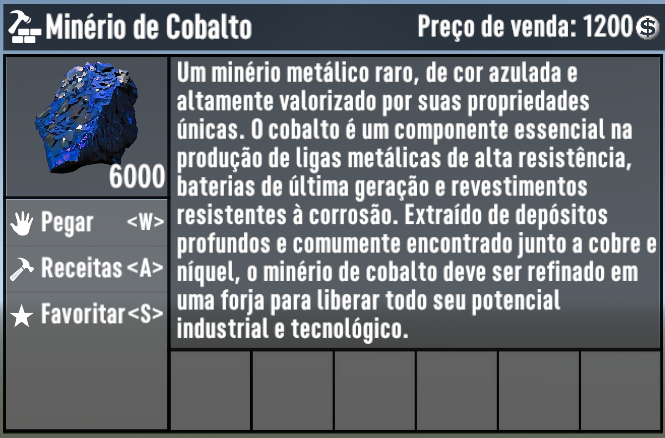 Minério de Cobalto
Preço de venda: 1200
6000
Pegar <W>
Receitas <A>
Favoritar <S>
Um minério metálico raro, de cor azulada e
altamente valorizado por suas propriedades
únicas. O cobalto é um componente essencial na
produção de ligas metálicas de alta resistência,
baterias de última geração e revestimentos
resistentes à corrosão. Extraído de depósitos
profundos e comumente encontrado junto a cobre e
níquel, o minério de cobalto deve ser refinado em
uma forja para liberar todo seu potencial
industrial e tecnológico.